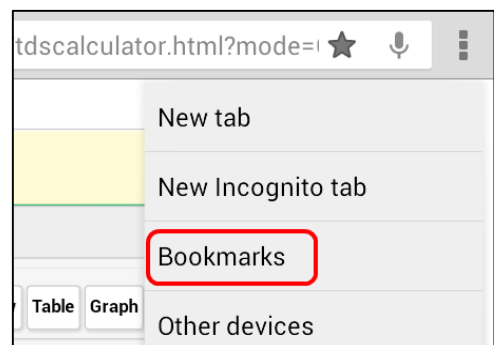 tdscalculator.html?mode=
New tab
New Incognito tab
Bookmarks
Table Graph
Other devices